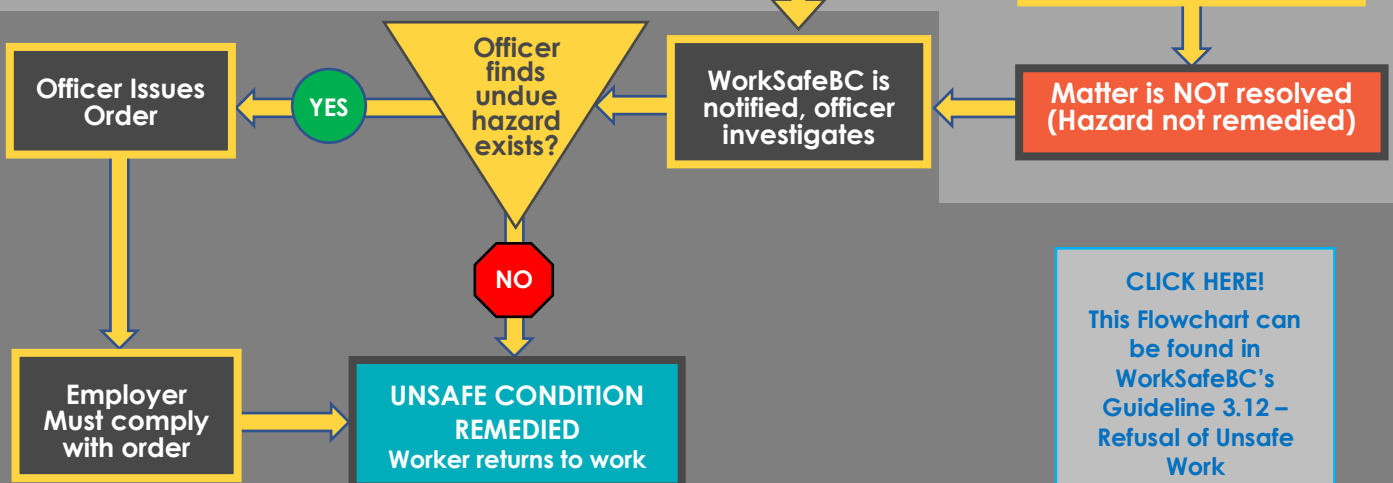 Matter is NOT resolved
(Hazard not remedied)
WorkSafeBC is
notified, officer
investigates
Officer
finds
undue
hazard
exists?
YES
Officer Issues
Order
NO
Employer
Must comply
with order
UNSAFE CONDITION
REMEDIED
Worker returns to work
CLICK HERE!
This Flowchart can
be found in
WorkSafeBC’s
Guideline 3.12 –
Refusal of Unsafe
Work